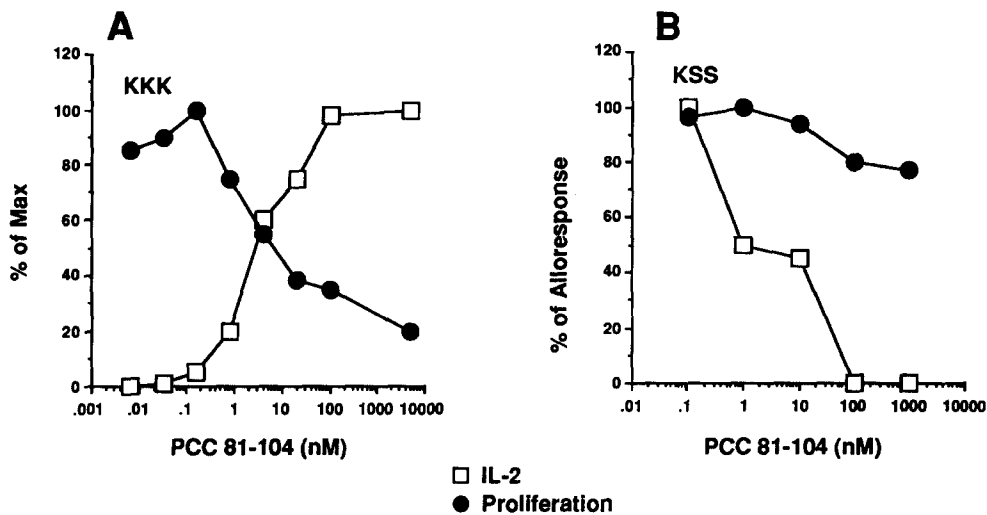 A
120
KKK
100
80
60
40
20
0
% of Max
.001 .01 .1 1 10 100 1000 10000
PCC 81-104 (nM)
B
120
KSS
100
80
60
40
20
0
% of Alloresponse
.01 .1 1 10 100 1000 10000
PCC 81-104 (nM)
IL-2
Proliferation